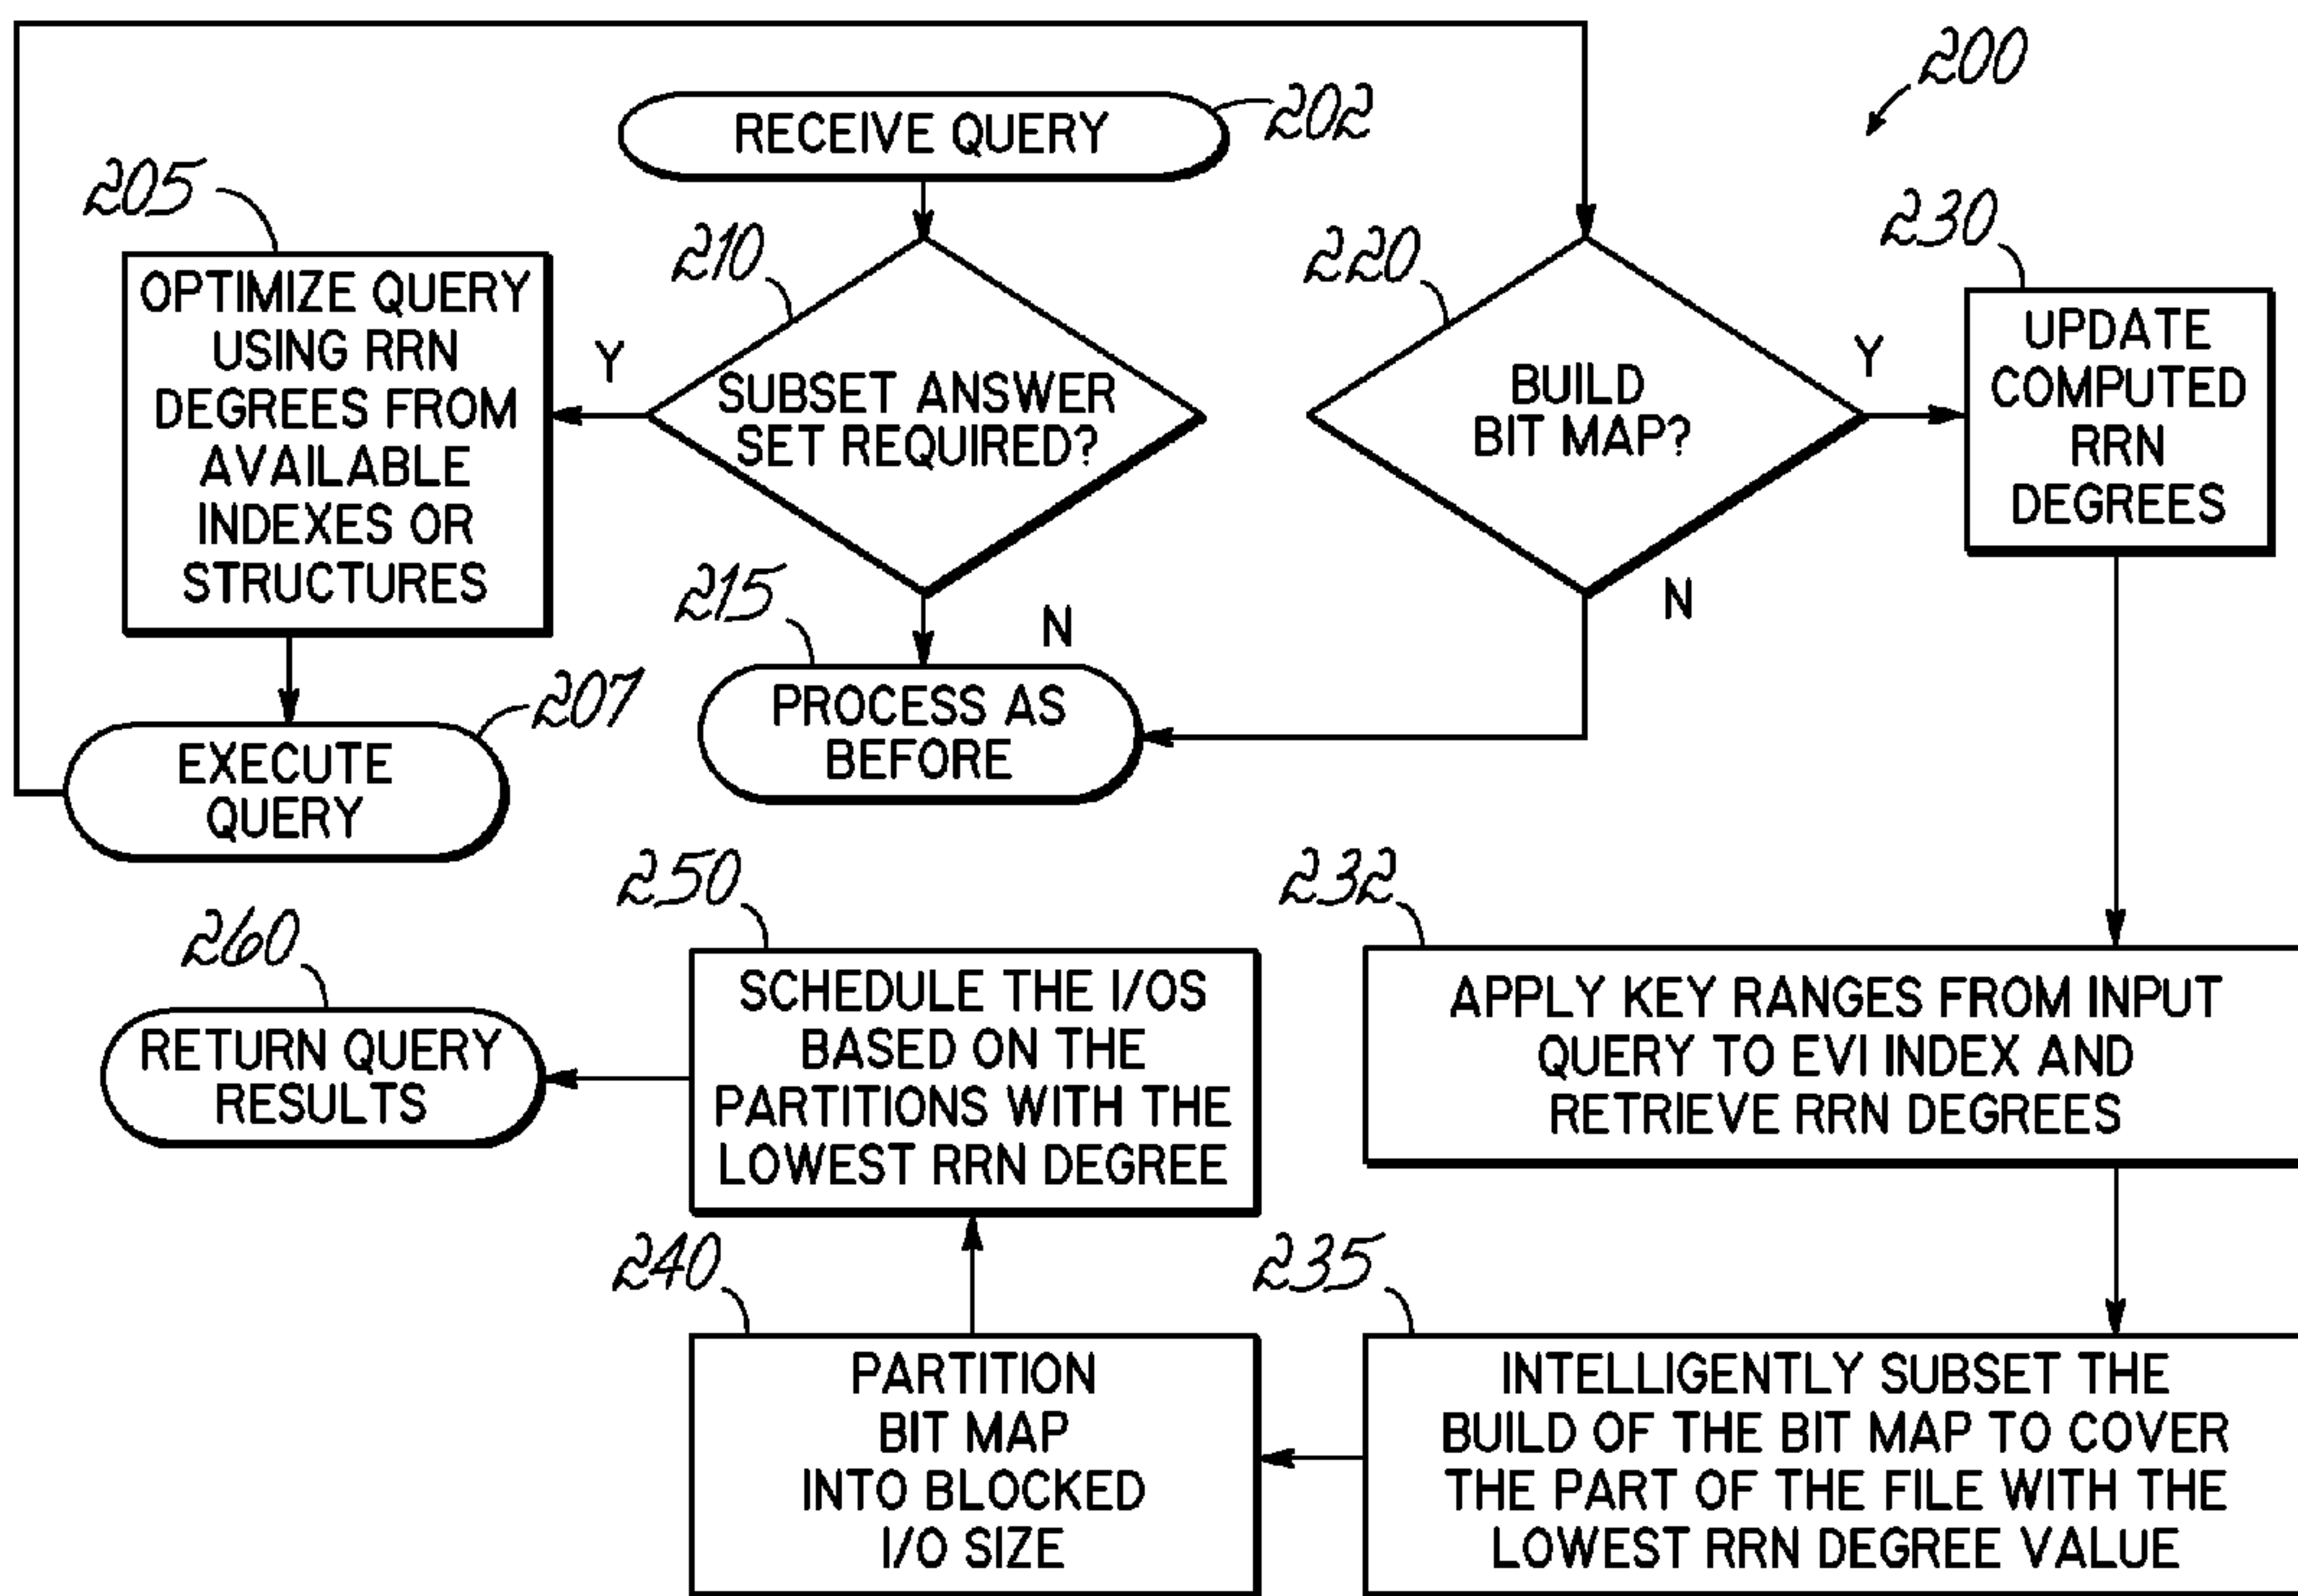 200
RECEIVE QUERY
202
205
OPTIMIZE QUERY
USING RRN
DEGREES FROM
AVAILABLE
INDEXES OR
STRUCTURES
210
Y
SUBSET ANSWER
SET REQUIRED?
N
220
BUILD
BIT MAP?
Y
N
230
UPDATE
COMPUTED
RRN
DEGREES
215
PROCESS AS
BEFORE
207
EXECUTE
QUERY
232
APPLY KEY RANGES FROM INPUT
QUERY TO EVI INDEX AND
RETRIEVE RRN DEGREES
250
SCHEDULE THE I/OS
BASED ON THE
PARTITIONS WITH THE
LOWEST RRN DEGREE
260
RETURN QUERY
RESULTS
240
PARTITION
BIT MAP
INTO BLOCKED
I/O SIZE
235
INTELLIGENTLY SUBSET THE
BUILD OF THE BIT MAP TO COVER
THE PART OF THE FILE WITH THE
LOWEST RRN DEGREE VALUE